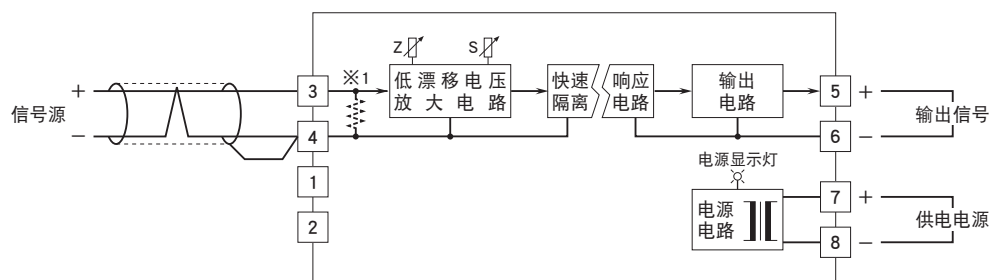 Z
S
※1
低漂移电压
放大电路
快速
隔离
响应
电路
输出
电路
信号源
+
−
3
4
1
2
5
+
6
−
输出信号
电源显示灯
电源
电路
7
+
8
−
供电电源